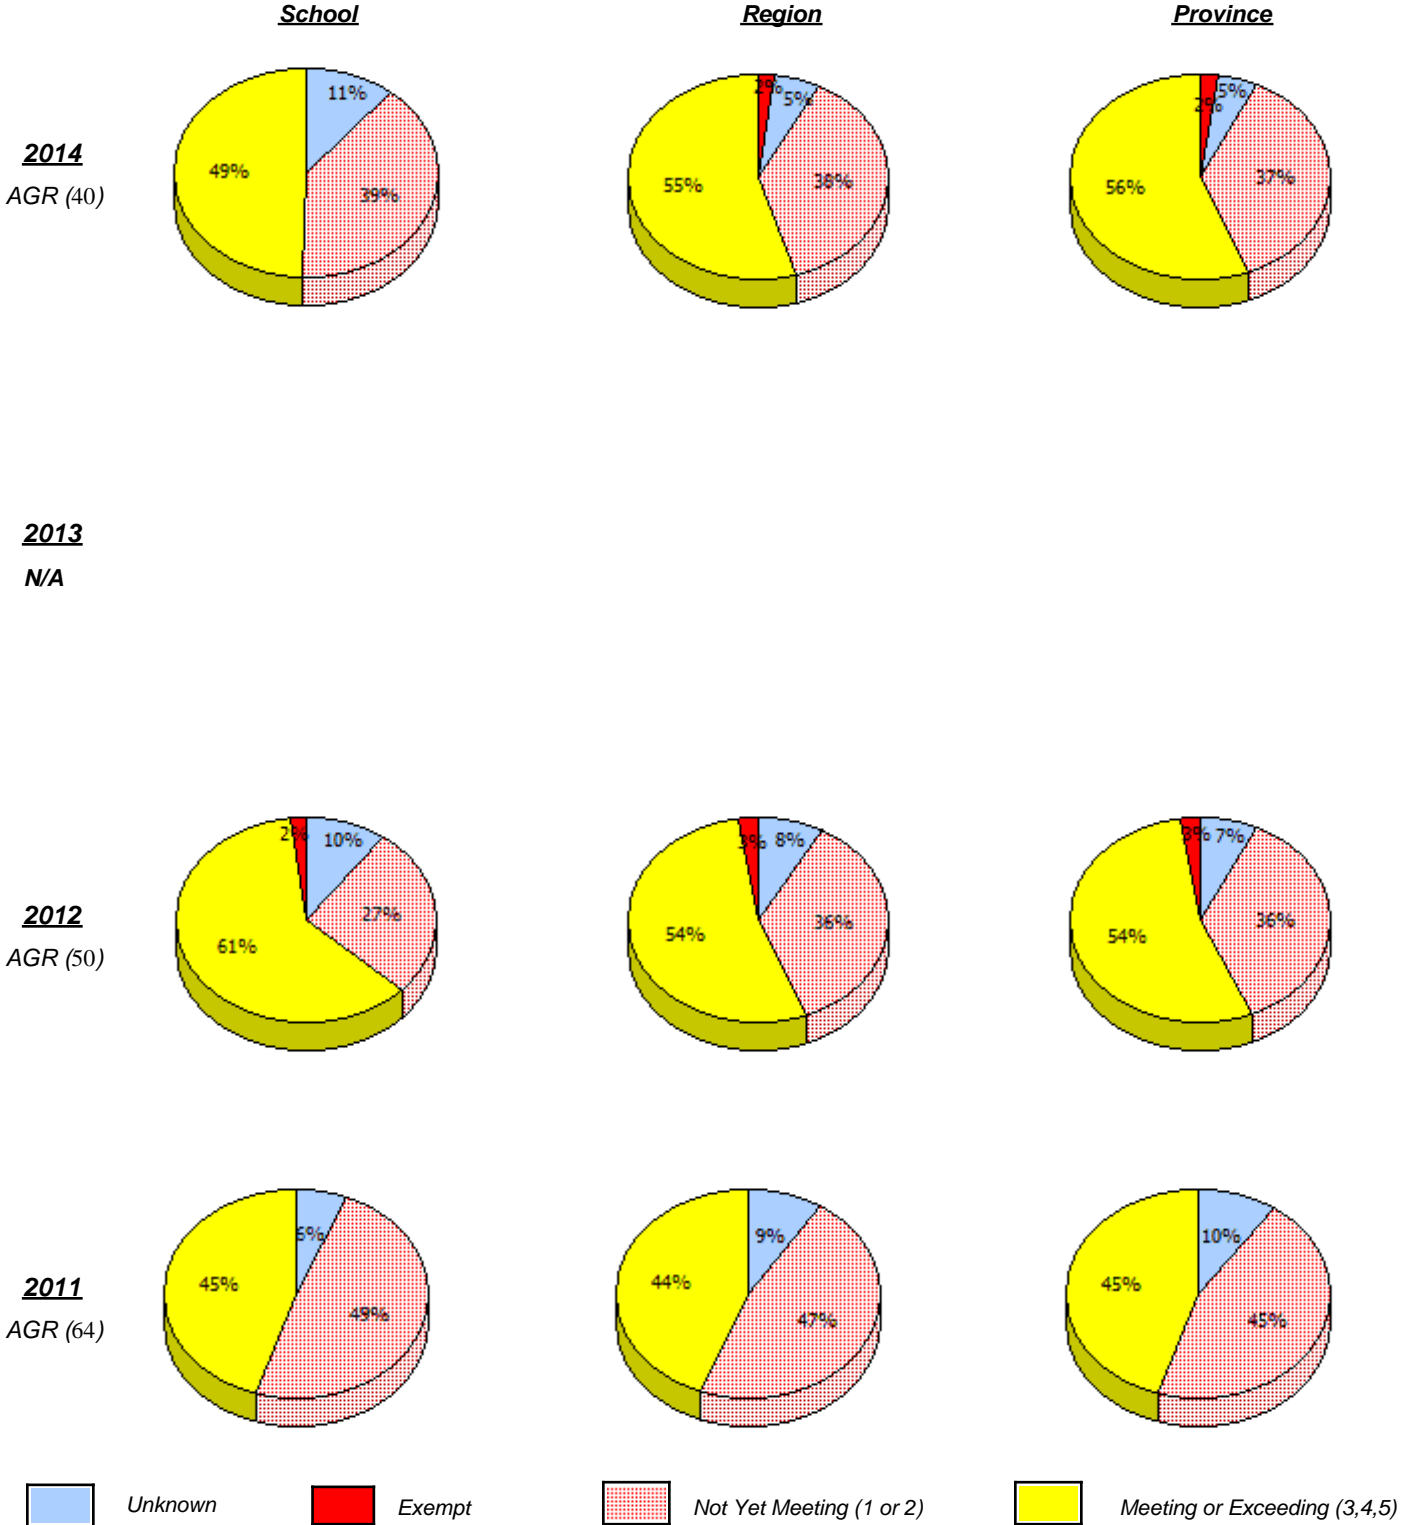 School Region Province
11% 2% 5% 5% 2%
2014
49% 39% 55% 38% 56% 37%
AGR (40)
2013
N/A
2% 10% 3% 8% 3% 7%
2012
61% 27% 54% 36% 54% 36%
AGR (50)
6% 9% 10%
2011
45% 49% 44% 47% 45% 45%
AGR (64)
Unknown Exempt Not Yet Meeting (1 or 2) Meeting or Exceeding (3,4,5)